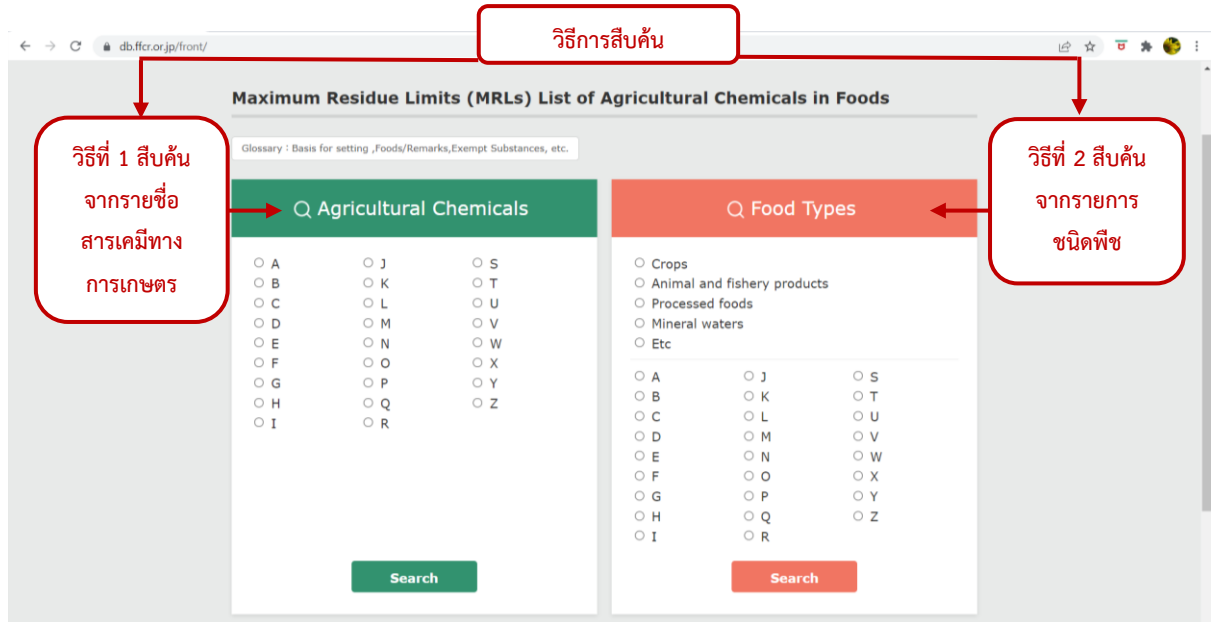 วิธีการสืบค้น
db.ffcr.or.jp/front/
Maximum Residue Limits (MRLs) List of Agricultural Chemicals in Foods
Glossary : Basis for setting ,Foods/Remarks,Exempt Substances, etc.
วิธีที่ 1 สืบค้น
จากรายชื่อ
สารเคมีทาง
การเกษตร
Agricultural Chemicals
A J S
B K T
C L U
D M V
E N W
F O X
G P Y
H Q Z
I R
Search
วิธีที่ 2 สืบค้น
จากรายการ
ชนิดพืช
Food Types
Crops
Animal and fishery products
Processed foods
Mineral waters
Etc
A J S
B K T
C L U
D M V
E N W
F O X
G P Y
H Q Z
I R
Search